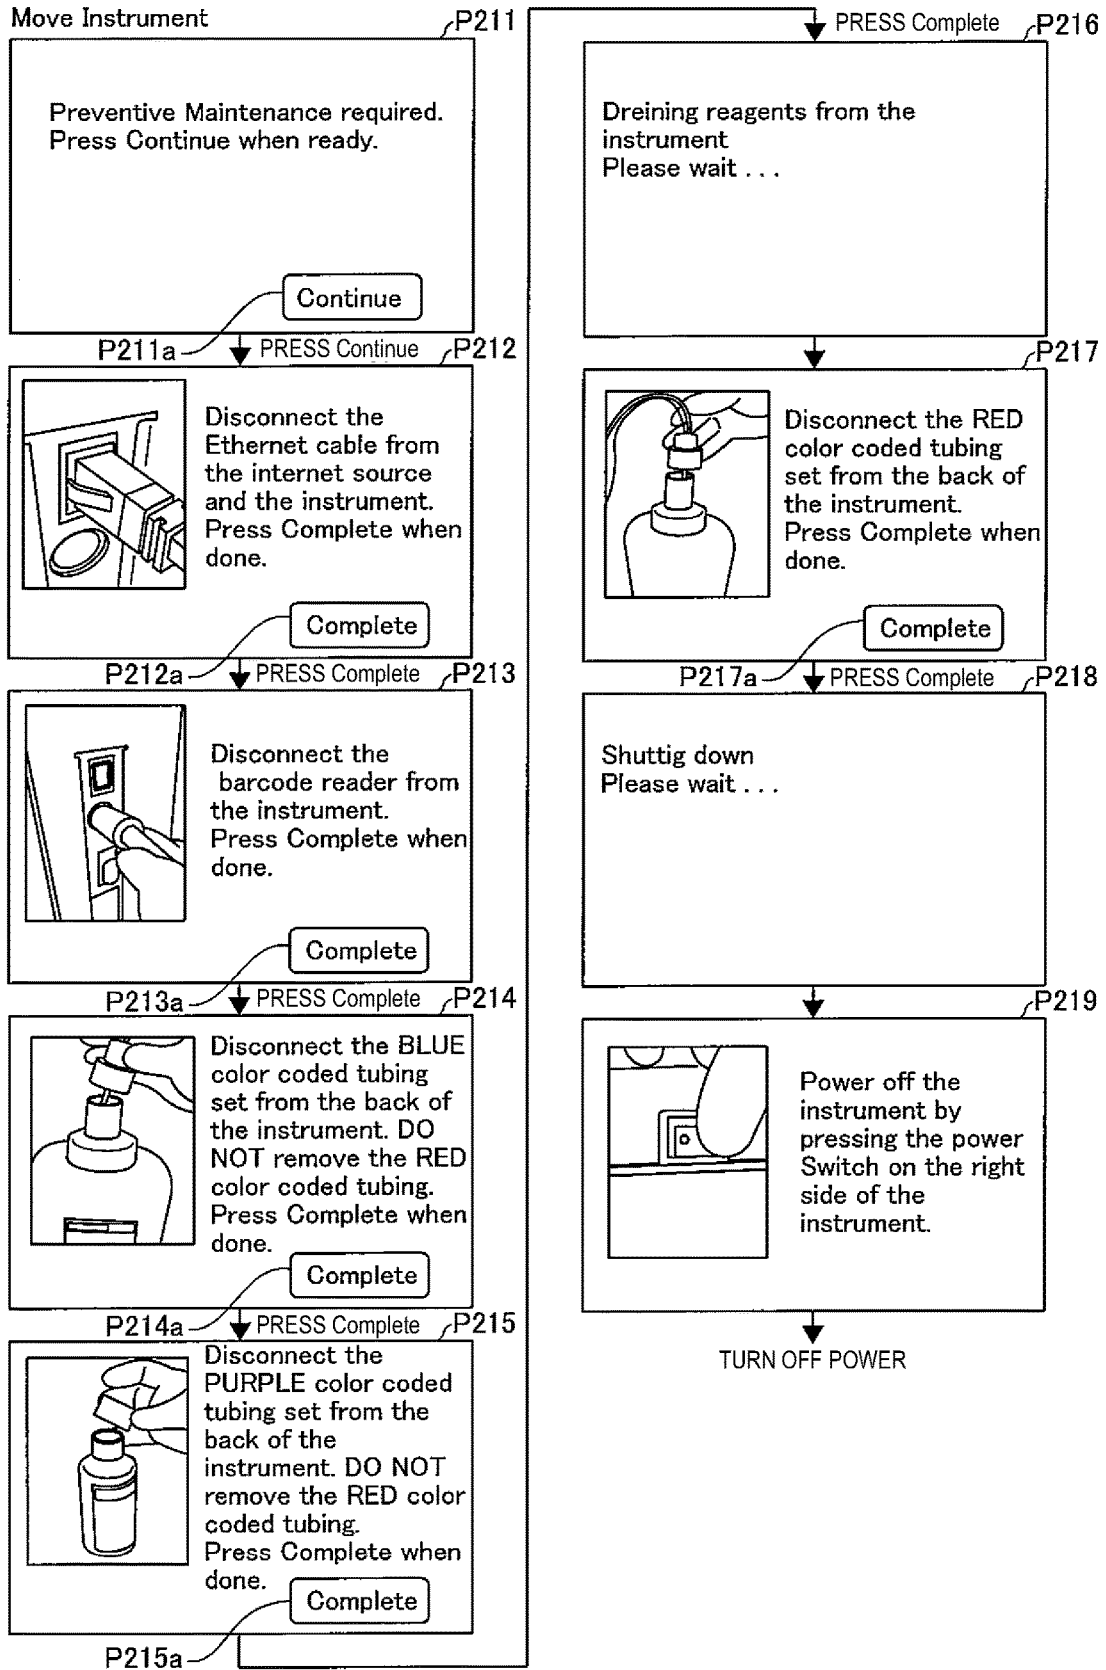 Move Instrument
P211
Preventive Maintenance required.
Press Continue when ready.
Continue
P211a
PRESS Continue
P212
Disconnect the
Ethernet cable from
the internet source
and the instrument.
Press Complete when
done.
Complete
P212a
PRESS Complete
P213
Disconnect the
barcode reader from
the instrument.
Press Complete when
done.
Complete
P213a
PRESS Complete
P214
Disconnect the BLUE
color coded tubing
set from the back of
the instrument. DO
NOT remove the RED
color coded tubing.
Press Complete when
done.
Complete
P214a
PRESS Complete
P215
Disconnect the
PURPLE color coded
tubing set from the
back of the
instrument. DO NOT
remove the RED color
coded tubing.
Press Complete when
done.
Complete
P215a
PRESS Complete
P216
Dreining reagents from the
instrument
Please wait . . .
P217
Disconnect the RED
color coded tubing
set from the back of
the instrument.
Press Complete when
done.
Complete
P217a
PRESS Complete
P218
Shuttig down
Please wait . . .
P219
Power off the
instrument by
pressing the power
Switch on the right
side of the
instrument.
TURN OFF POWER